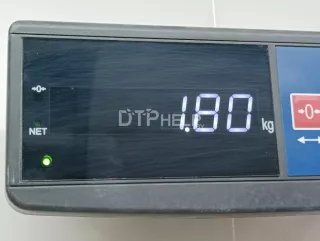 →0←
DTPHELP
1.80 kg
→0←
NET